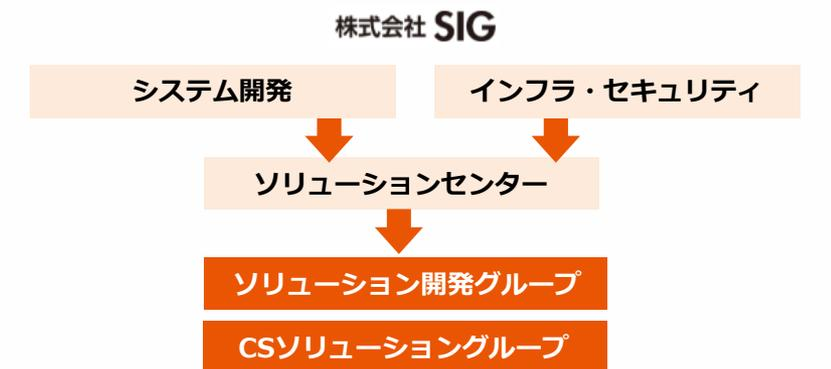 株式会社 SIG
システム開発
インフラ・セキュリティ
ソリューションセンター
ソリューション開発グループ
CSソリューショングループ